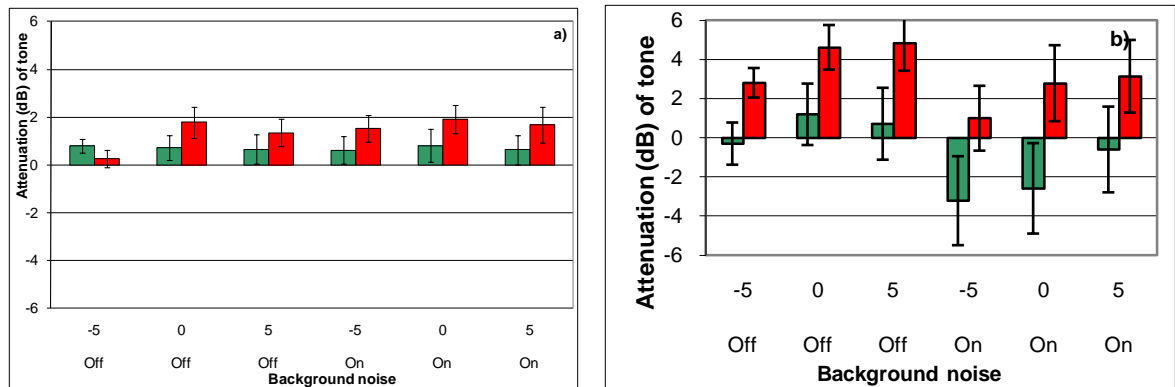 a)
Attenuation (dB) of tone
6
4
2
0
-2
-4
-6
-5 0 5 -5 0 5
Off Off Off On On On
Background noise
b)
Attenuation (dB) of tone
6
4
2
0
-2
-4
-6
-5 0 5 -5 0 5
Off Off Off On On On
Background noise